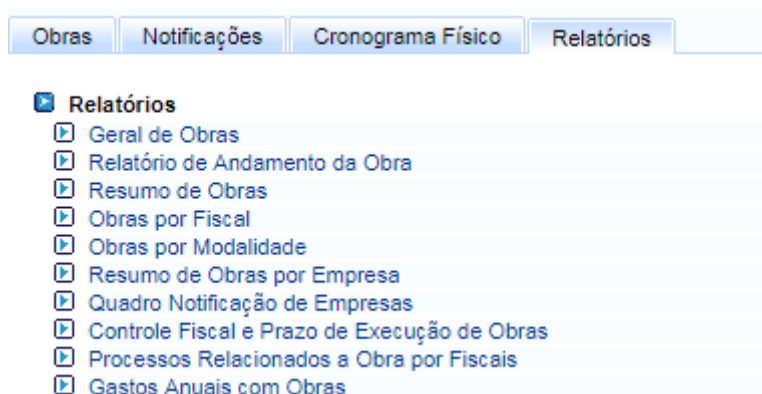 Obras Notificações Cronograma Físico Relatórios
Relatórios
Geral de Obras
Relatório de Andamento da Obra
Resumo de Obras
Obras por Fiscal
Obras por Modalidade
Resumo de Obras por Empresa
Quadro Notificação de Empresas
Controle Fiscal e Prazo de Execução de Obras
Processos Relacionados a Obra por Fiscais
Gastos Anuais com Obras